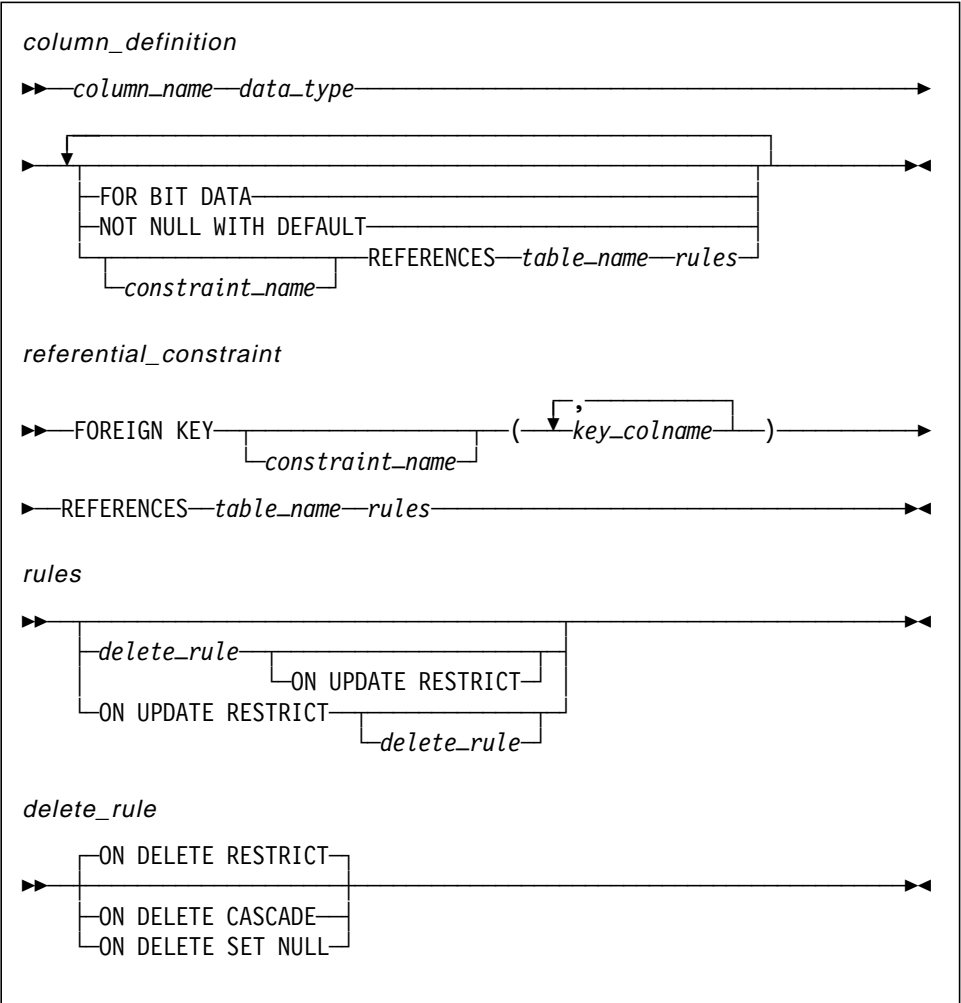 column_definition
column_name data_type
FOR BIT DATA
NOT NULL WITH DEFAULT
REFERENCES table_name rules
constraint_name
referential_constraint
,
FOREIGN KEY ( key_colname )
constraint_name
REFERENCES table_name rules
rules
delete_rule
ON UPDATE RESTRICT
ON UPDATE RESTRICT
delete_rule
delete_rule
ON DELETE RESTRICT
ON DELETE CASCADE
ON DELETE SET NULL